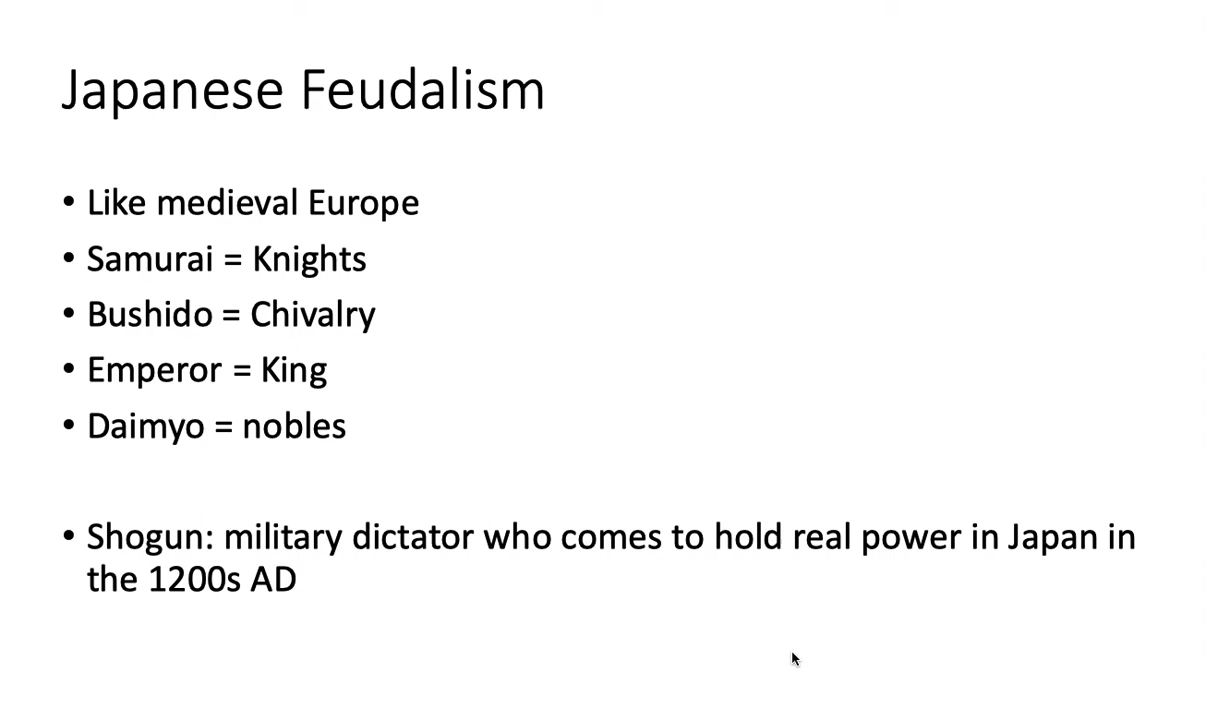 Japanese Feudalism
• Like medieval Europe
• Samurai = Knights
• Bushido = Chivalry
• Emperor = King
• Daimyo = nobles
• Shogun: military dictator who comes to hold real power in Japan in
the 1200s AD